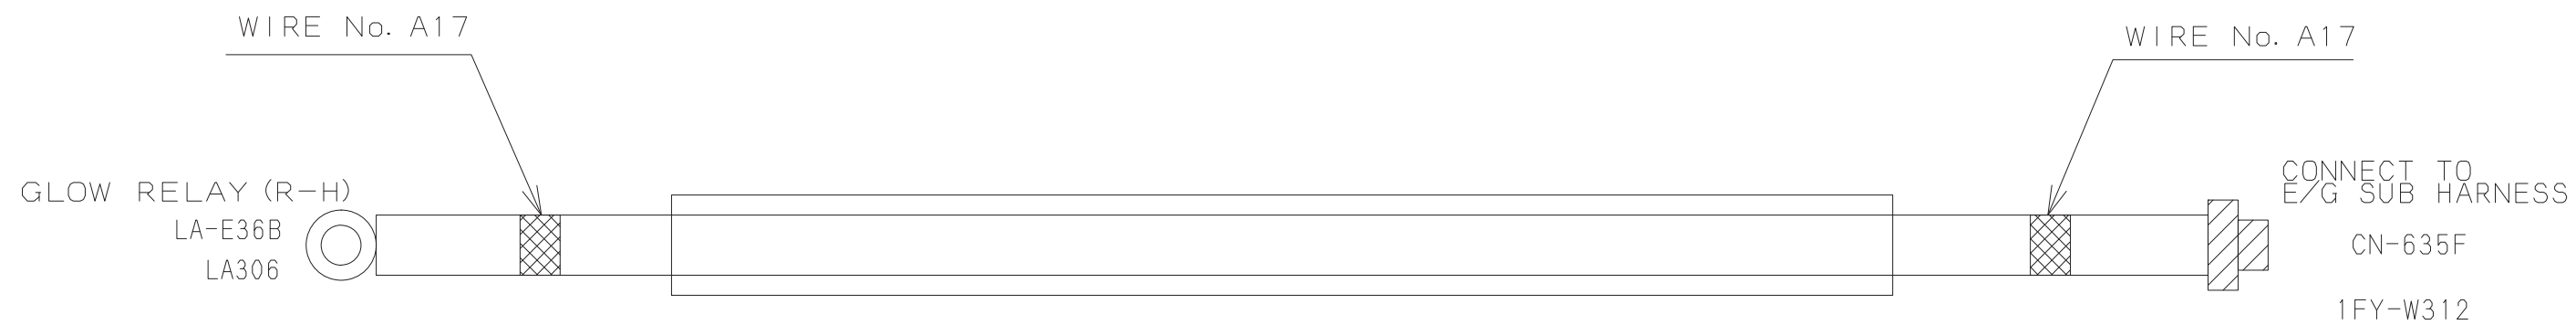 WIRE No. A17
WIRE No. A17
GLOW RELAY (R-H)
LA-E36B
LA306
CONNECT TO
E/G SUB HARNESS
CN-635F
1FY-W312